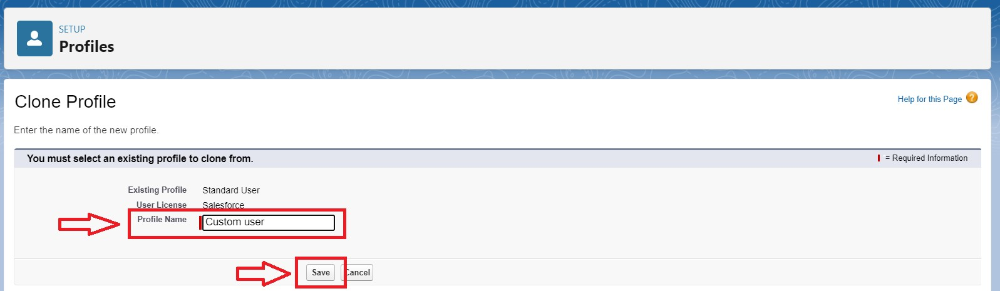 SETUP
Profiles
Clone Profile
Help for this Page ?
Enter the name of the new profile.
You must select an existing profile to clone from.
= Required Information
Existing Profile Standard User
User License Salesforce
Profile Name Custom user
Save Cancel